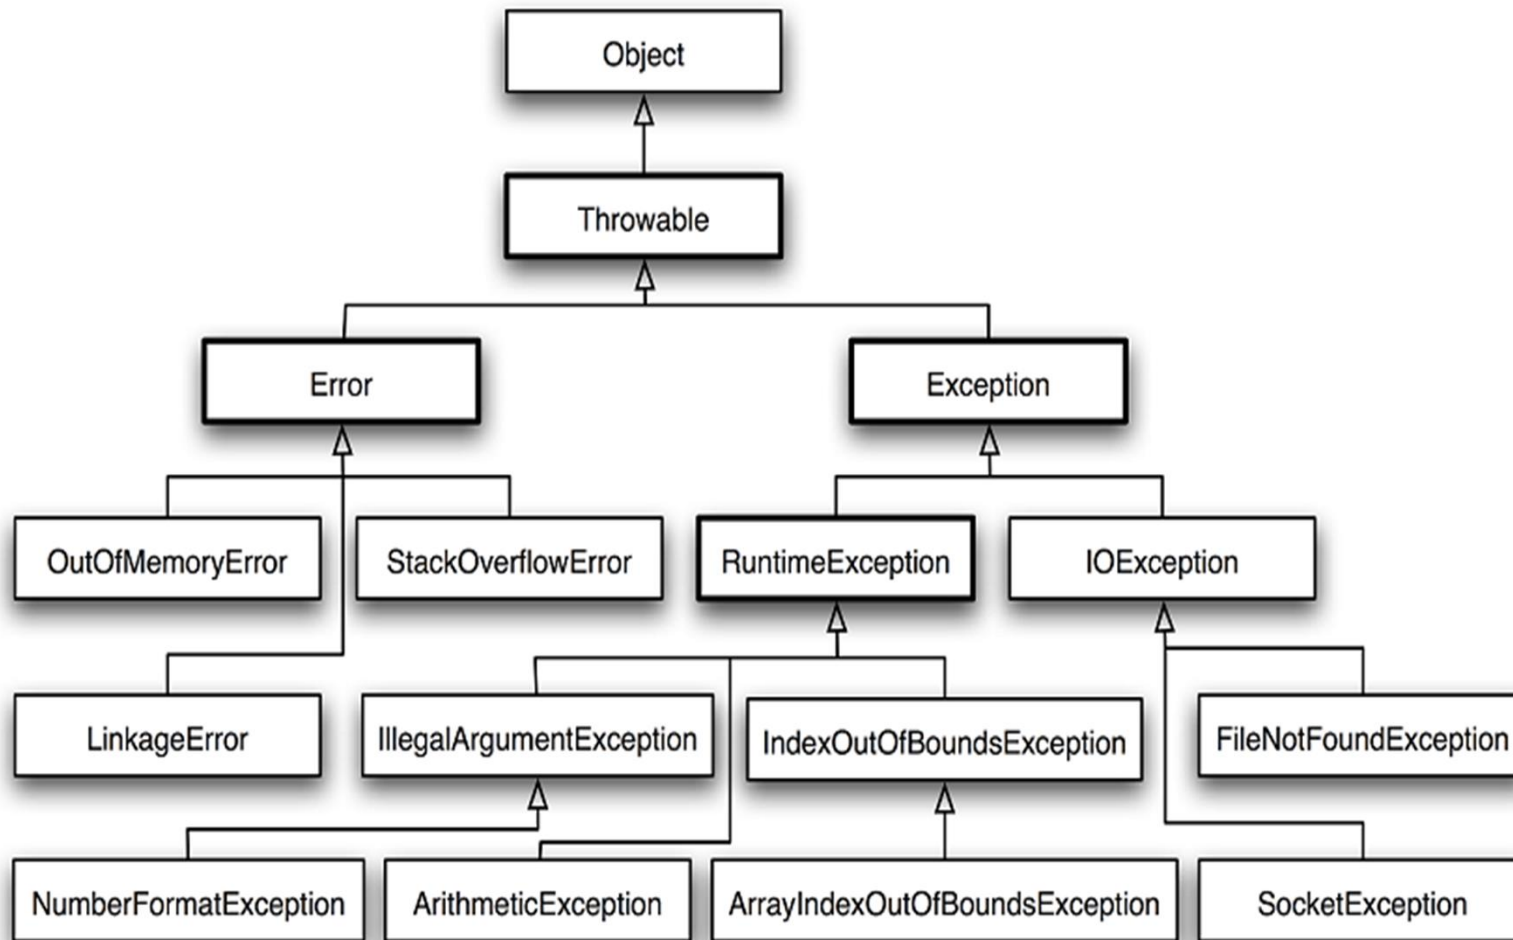 Object
Throwable
Error
Exception
OutOfMemoryError
StackOverflowError
RuntimeException
IOException
LinkageError
IllegalArgumentException
IndexOutOfBoundsException
FileNotFoundException
NumberFormatException
ArithmeticException
ArrayIndexOutOfBoundsException
SocketException